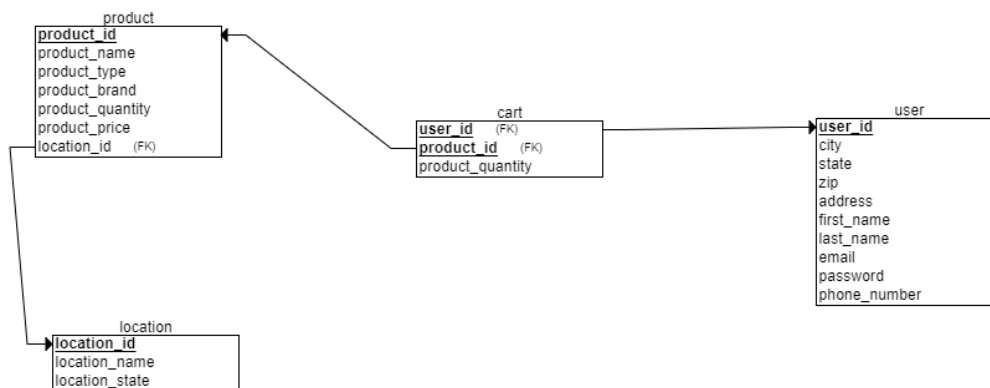 product
product_id
product_name
product_type
product_brand
product_quantity
product_price
location_id (FK)
cart
user_id (FK)
product_id (FK)
product_quantity
user
user_id
city
state
zip
address
first_name
last_name
email
password
phone_number
location
location_id
location_name
location_state